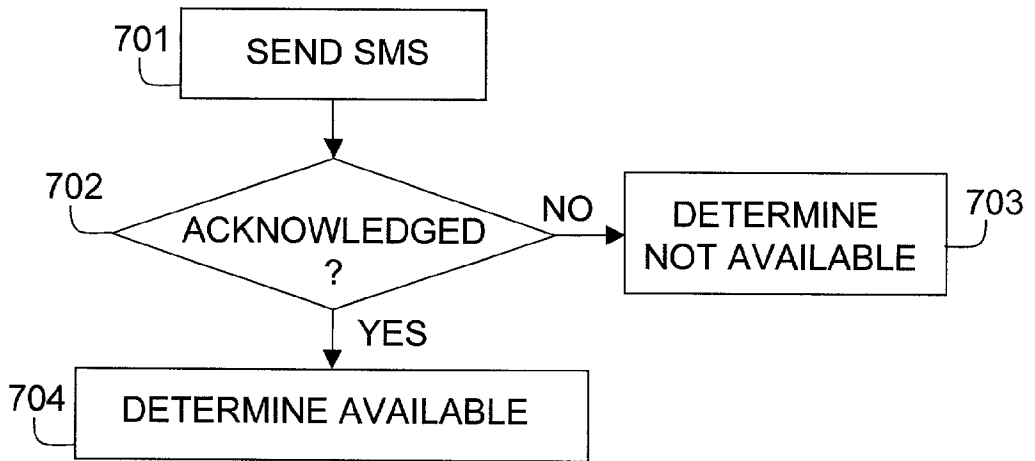 701
SEND SMS
702
ACKNOWLEDGED
?
NO
DETERMINE
NOT AVAILABLE
703
YES
704
DETERMINE AVAILABLE